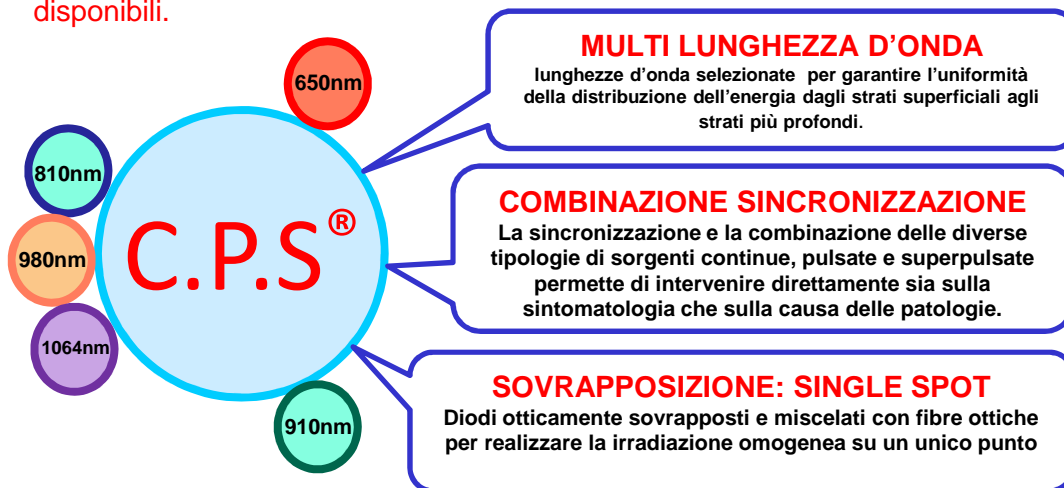 disponibili.
650nm
810nm
980nm
1064nm
910nm
C.P.S®
MULTI LUNGHEZZA D’ONDA
lunghezze d’onda selezionate per garantire l’uniformità
della distribuzione dell’energia dagli strati superficiali agli
strati più profondi.
COMBINAZIONE SINCRONIZZAZIONE
La sincronizzazione e la combinazione delle diverse
tipologie di sorgenti continue, pulsate e superpulsate
permette di intervenire direttamente sia sulla
sintomatologia che sulla causa delle patologie.
SOVRAPPOSIZIONE: SINGLE SPOT
Diodi otticamente sovrapposti e miscelati con fibre ottiche
per realizzare la irradiazione omogenea su un unico punto